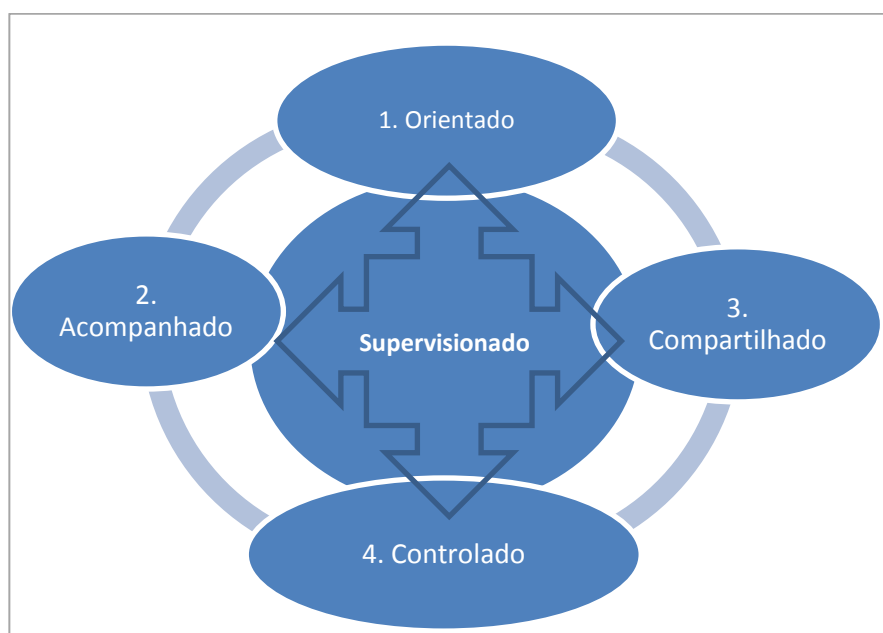 1. Orientado
2.
Acompanhado
3.
Compartilhado
Supervisionado
4. Controlado